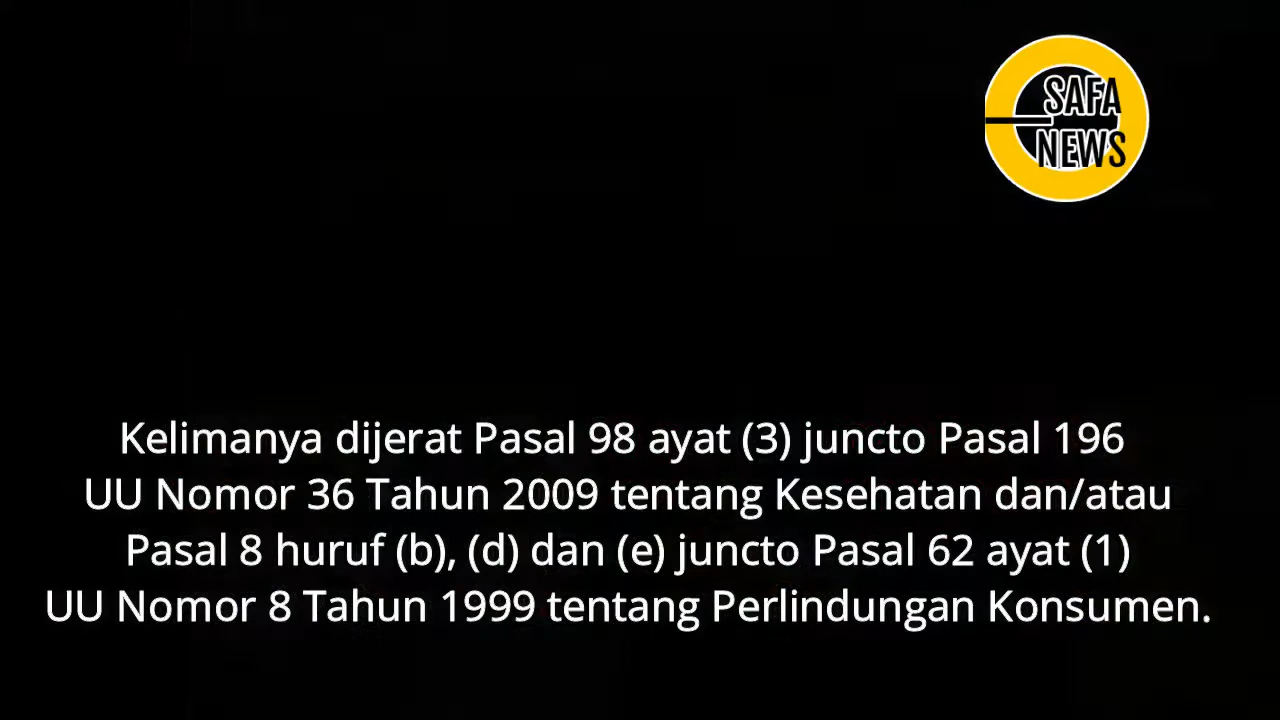 SAFA
NEWS
Kelimanya dijerat Pasal 98 ayat (3) juncto Pasal 196
UU Nomor 36 Tahun 2009 tentang Kesehatan dan/atau
Pasal 8 huruf (b), (d) dan (e) juncto Pasal 62 ayat (1)
UU Nomor 8 Tahun 1999 tentang Perlindungan Konsumen.